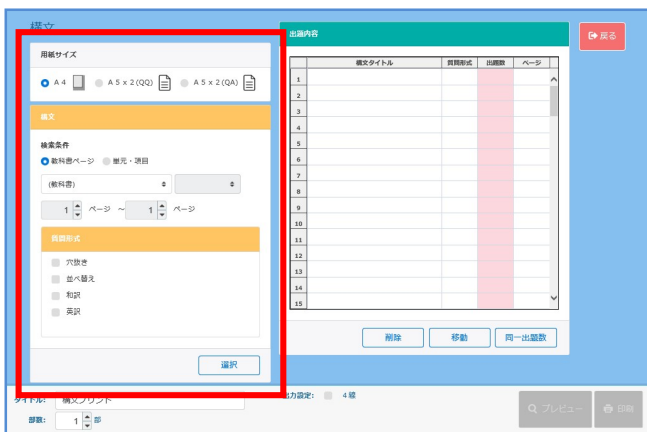 構文
用紙サイズ
A 4 A 5 x 2 (QQ) A 5 x 2 (QA)
構文
検索条件
教科書ページ 単元・項目
(教科書)
1 ページ ～ 1 ページ
質問形式
穴抜き
並べ替え
和訳
英訳
選択
出題内容
戻る
構文タイトル 質問形式 出題数 ページ
1
2
3
4
5
6
7
8
9
10
11
12
13
14
15
削除 移動 同一出題数
タイトル: 構文プリント
部数: 1 部
出力設定: 4線
プレビュー 印刷